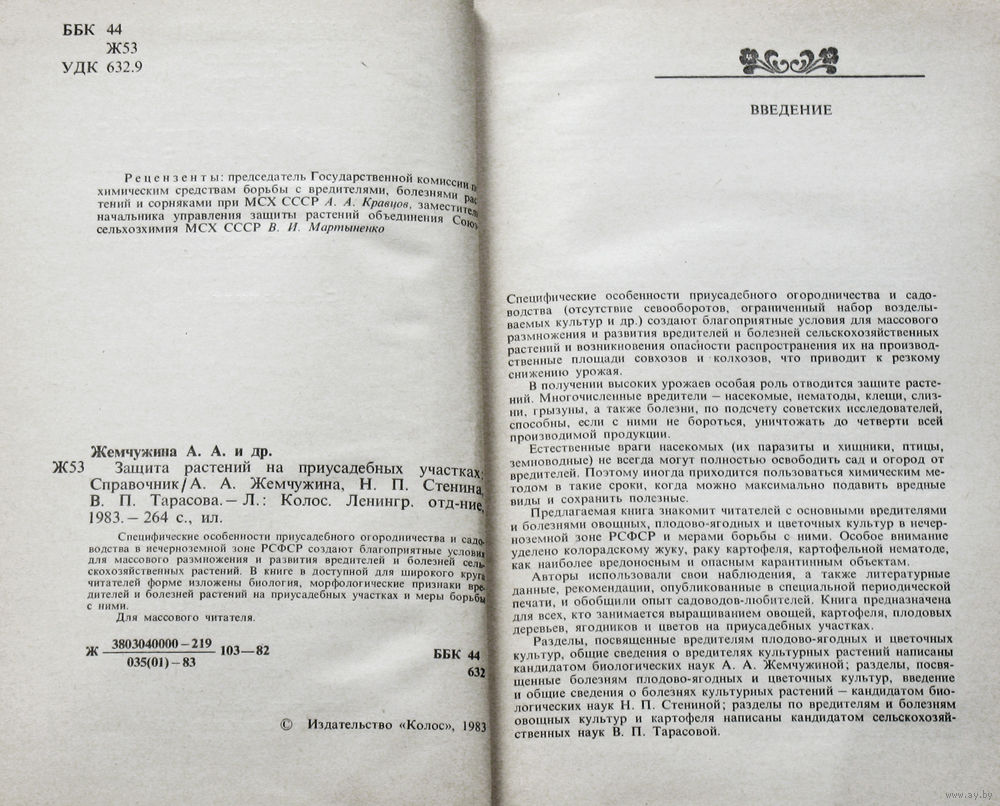 ББК 44
Ж53
УДК 632.9
Рецензенты: председатель Государственной комиссии п
химическим средствам борьбы с вредителями, болезнями рас
тений и сорняками при МСХ СССР А. А. Кравцов, заместител
начальника управления защиты растений объединения Союз
сельхозхимия МСХ СССР В. И. Мартыненко
Жемчужина А. А. и др.
Ж53 Защита растений на приусадебных участках:
Справочник/А. А. Жемчужина, Н. П. Стенина,
В. П. Тарасова. — Л.: Колос. Ленингр. отд-ние,
1983. — 264 с., ил.
Специфические особенности приусадебного огородничества и садо-
водства в нечерноземной зоне РСФСР создают благоприятные условия
для массового размножения и развития вредителей и болезней сель-
скохозяйственных растений. В книге в доступной для широкого круга
читателей форме изложены биология, морфологические признаки вре-
дителей и болезней растений на приусадебных участках и меры борьбы
с ними.
Для массового читателя.
Ж 3803040000 — 219
035(01) — 83
103—82
ББК 44
632
© Издательство «Колос», 1983
ВВЕДЕНИЕ
Специфические особенности приусадебного огородничества и садо-
водства (отсутствие севооборотов, ограниченный набор возделы-
ваемых культур и др.) создают благоприятные условия для массового
размножения и развития вредителей и болезней сельскохозяйственных
растений и возникновения опасности распространения их на производ-
ственные площади совхозов и колхозов, что приводит к резкому
снижению урожая.
В получении высоких урожаев особая роль отводится защите расте-
ний. Многочисленные вредители — насекомые, нематоды, клещи, слиз-
ни, грызуны, а также болезни, по подсчету советских исследователей,
способны, если с ними не бороться, уничтожать до четверти всей
производимой продукции.
Естественные враги насекомых (их паразиты и хищники, птицы,
земноводные) не всегда могут полностью освободить сад и огород от
вредителей. Поэтому иногда приходится пользоваться химическим ме-
тодом в такие сроки, когда можно максимально подавить вредные
виды и сохранить полезные.
Предлагаемая книга знакомит читателей с основными вредителями
и болезнями овощных, плодово-ягодных и цветочных культур в нечер-
ноземной зоне РСФСР и мерами борьбы с ними. Особое внимание
уделено колорадскому жуку, раку картофеля, картофельной нематоде,
как наиболее вредоносным и опасным карантинным объектам.
Авторы использовали свои наблюдения, а также литературные
данные, рекомендации, опубликованные в специальной периодической
печати, и обобщили опыт садоводов-любителей. Книга предназначена
для всех, кто занимается выращиванием овощей, картофеля, плодовых
деревьев, ягодников и цветов на приусадебных участках.
Разделы, посвященные вредителям плодово-ягодных и цветочных
культур, общие сведения о вредителях культурных растений написаны
кандидатом биологических наук А. А. Жемчужиной; разделы, посвя-
щенные болезням плодово-ягодных и цветочных культур, введение
и общие сведения о болезнях культурных растений — кандидатом био-
логических наук Н. П. Стениной; разделы по вредителям и болезням
овощных культур и картофеля написаны кандидатом сельскохозяй-
ственных наук В. П. Тарасовой.
www.ay.by